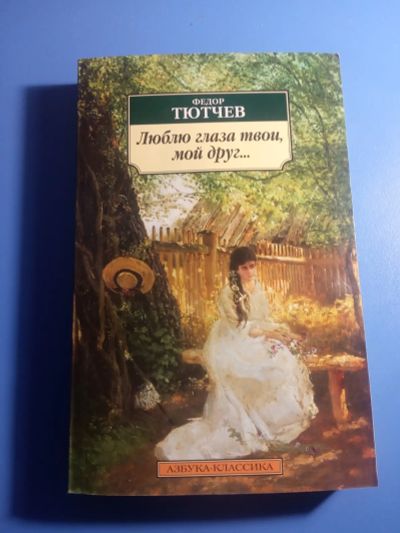 ФЕДОР
ТЮТЧЕВ
Люблю глаза твои,
мой друг...
АЗБУКА-КЛАССИКА